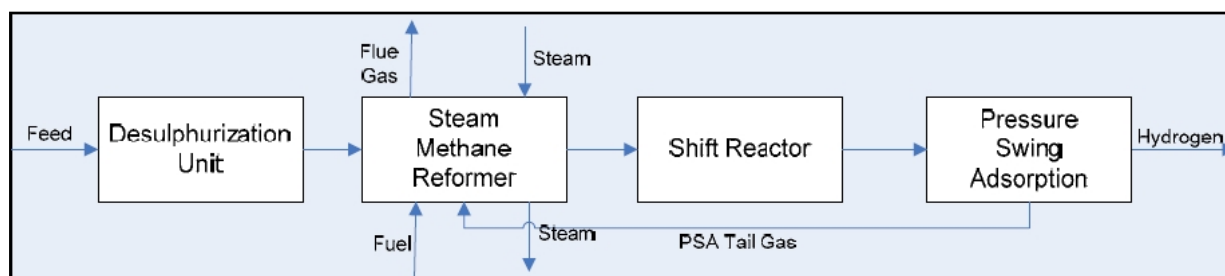 Flue
Gas
Steam
Feed
Desulphurization
Unit
Steam
Methane
Reformer
Shift Reactor
Pressure
Swing
Adsorption
Hydrogen
Fuel
Steam
PSA Tail Gas